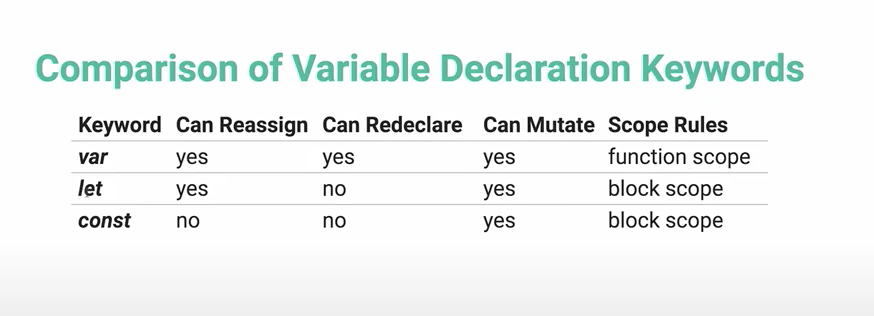 Comparison of Variable Declaration Keywords
Keyword Can Reassign Can Redeclare Can Mutate Scope Rules
var yes yes yes function scope
let yes no yes block scope
const no no yes block scope